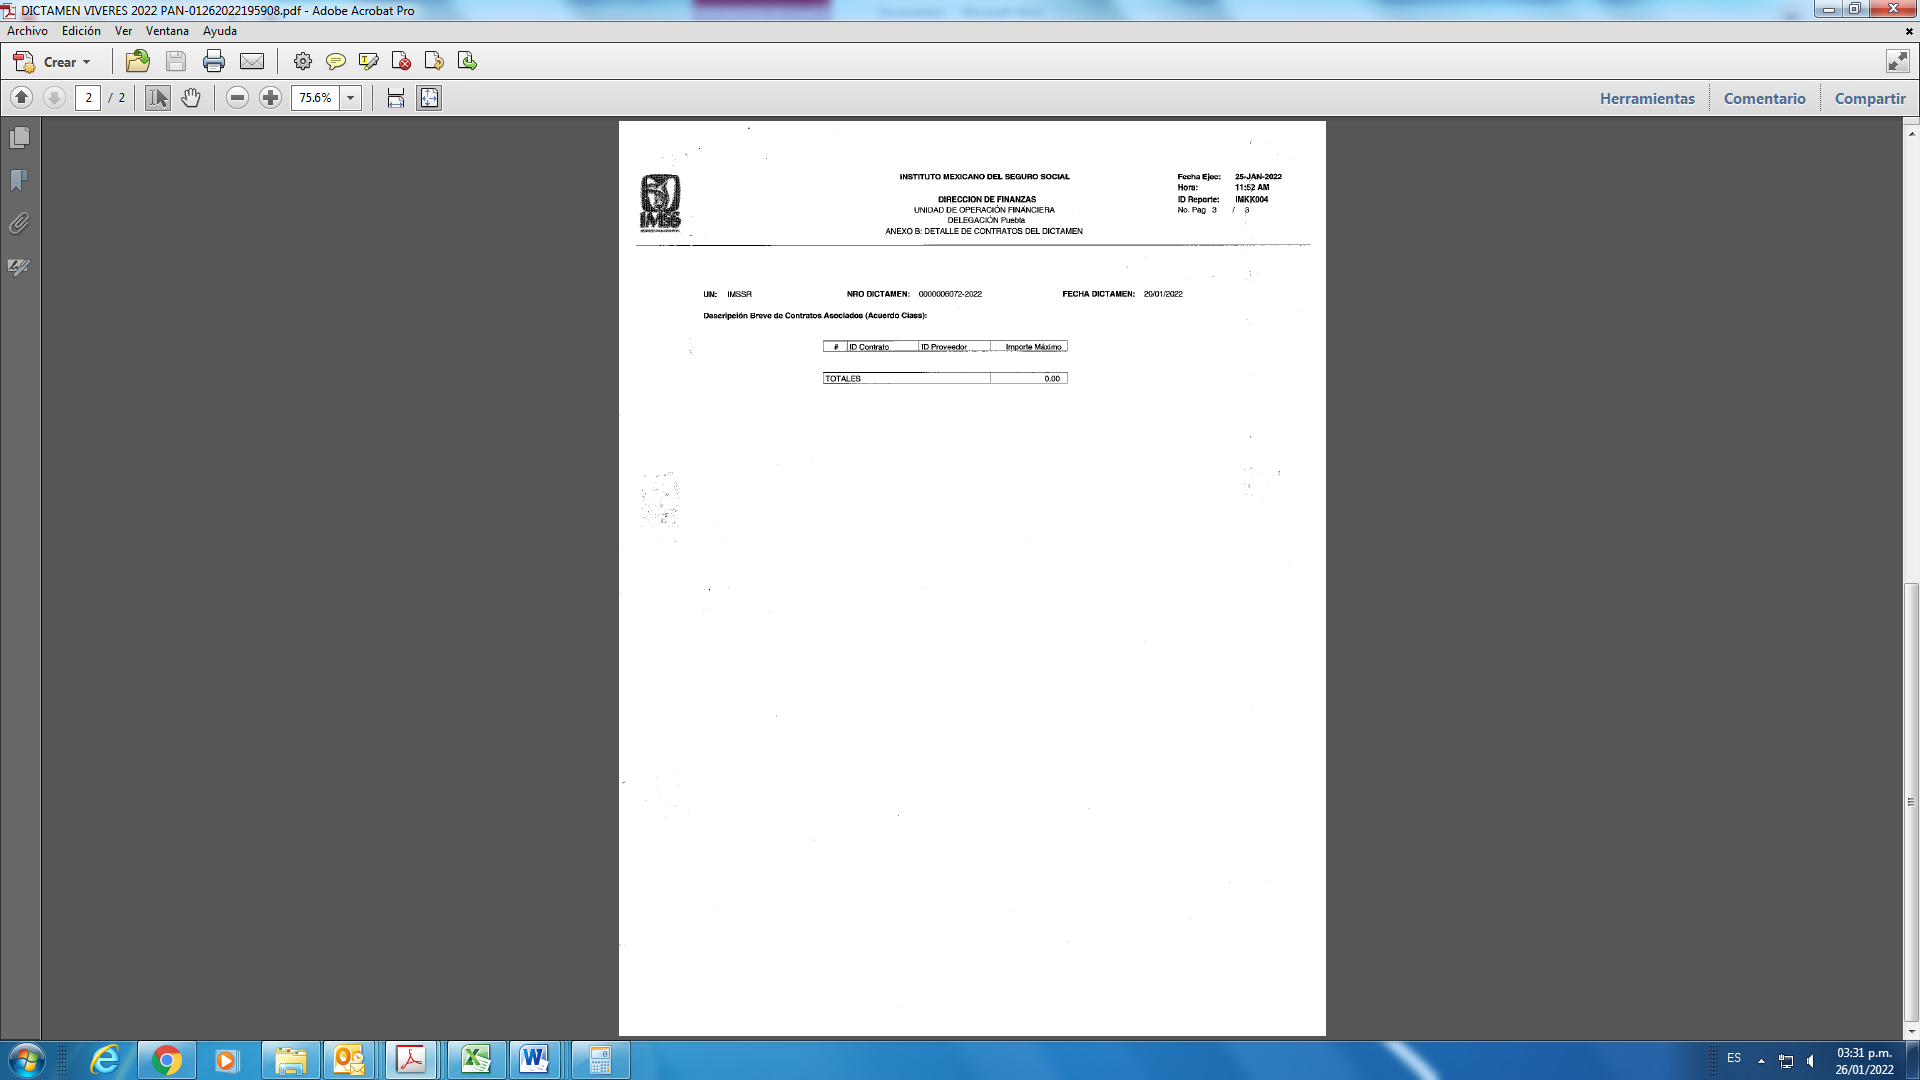 DICTAMEN VIVERES 2022 PAN-01262022195908.pdf - Adobe Acrobat Pro
Archivo Edición Ver Ventana Ayuda
Crear
2 / 2 75.6% Herramientas Comentario Compartir
INSTITUTO MEXICANO DEL SEGURO SOCIAL
DIRECCION DE FINANZAS
UNIDAD DE OPERACIÓN FINANCIERA
DELEGACIÓN Puebla
ANEXO B: DETALLE DE CONTRATOS DEL DICTAMEN
Fecha Ejec: 25-JAN-2022
Hora: 11:52 AM
ID Reporte: IMKK004
No. Pag 3 / 3
IMSS
UN: IMSSR NRO DICTAMEN: 0000006072-2022 FECHA DICTAMEN: 20/01/2022
Descripción Breve de Contratos Asociados (Acuerdo Class):
# ID Contrato ID Proveedor Importe Máximo
TOTALES 0.00
ES
03:31 p.m.
26/01/2022